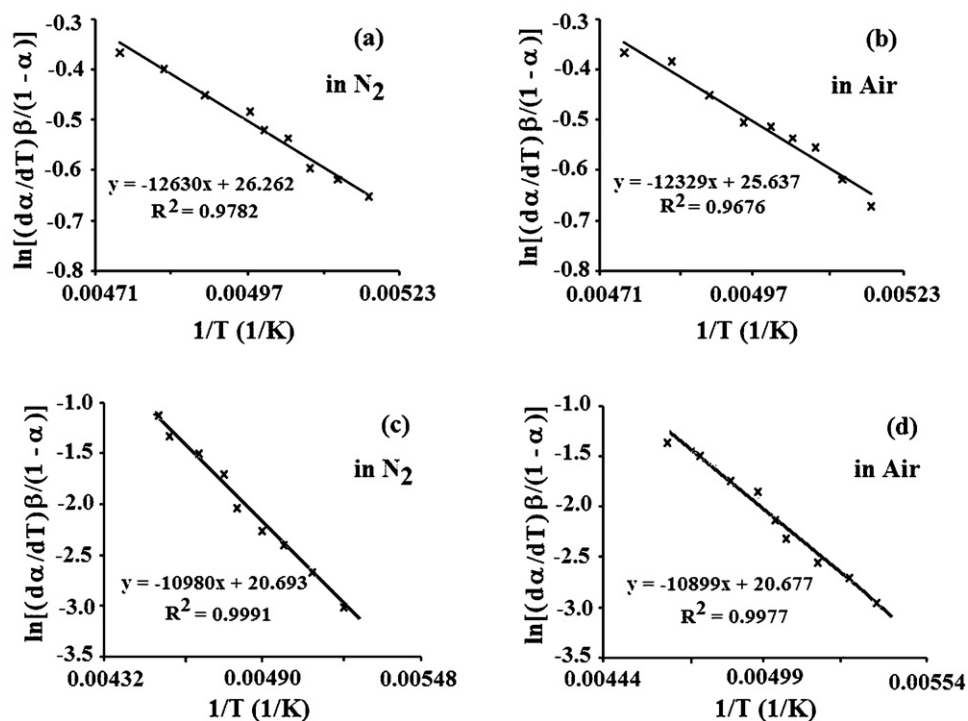 ln[(dα/dT)β/(1 - α)]
-0.3
-0.4
-0.5
-0.6
-0.7
-0.8
(a)
in N2
y = -12630x + 26.262
R2 = 0.9782
0.00471
0.00497
0.00523
1/T (1/K)
ln[(dα/dT)β/(1 - α)]
-0.3
-0.4
-0.5
-0.6
-0.7
-0.8
(b)
in Air
y = -12329x + 25.637
R2 = 0.9676
0.00471
0.00497
0.00523
1/T (1/K)
ln[(dα/dT)β/(1 - α)]
-1.0
-1.5
-2.0
-2.5
-3.0
-3.5
(c)
in N2
y = -10980x + 20.693
R2 = 0.9991
0.00432
0.00490
0.00548
1/T (1/K)
ln[(dα/dT)β/(1 - α)]
-1.0
-1.5
-2.0
-2.5
-3.0
-3.5
(d)
in Air
y = -10899x + 20.677
R2 = 0.9977
0.00444
0.00499
0.00554
1/T (1/K)